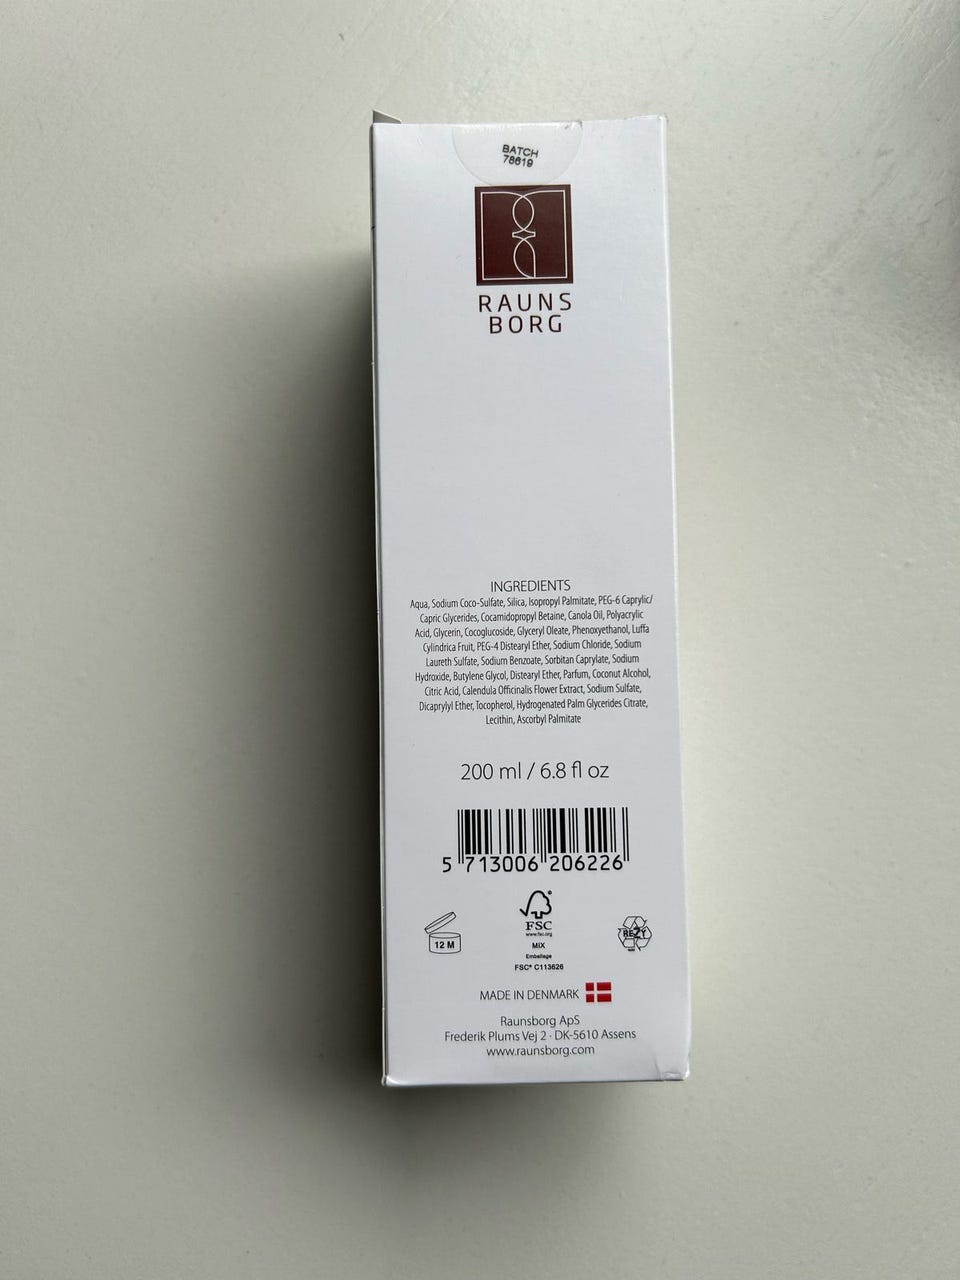 BATCH
78619
RAUNS
BORG
INGREDIENTS
Aqua, Sodium Coco-Sulfate, Silica, Isopropyl Palmitate, PEG-6 Caprylic/
Capric Glycerides, Cocamidopropyl Betaine, Canola Oil, Polyacrylic
Acid, Glycerin, Cocoglucoside, Glyceryl Oleate, Phenoxyethanol, Luffa
Cylindrica Fruit, PEG-4 Distearyl Ether, Sodium Chloride, Sodium
Laureth Sulfate, Sodium Benzoate, Sorbitan Caprylate, Sodium
Hydroxide, Butylene Glycol, Distearyl Ether, Parfum, Coconut Alcohol,
Citric Acid, Calendula Officinalis Flower Extract, Sodium Sulfate,
Dicaprylyl Ether, Tocopherol, Hydrogenated Palm Glycerides Citrate,
Lecithin, Ascorbyl Palmitate
200 ml / 6.8 fl oz
5 713006 206226
12 M
FSC
www.fsc.org
MIX
Emballage
FSC® C113626
REZY
MADE IN DENMARK
Raunsborg ApS
Frederik Plums Vej 2 · DK-5610 Assens
www.raunsborg.com